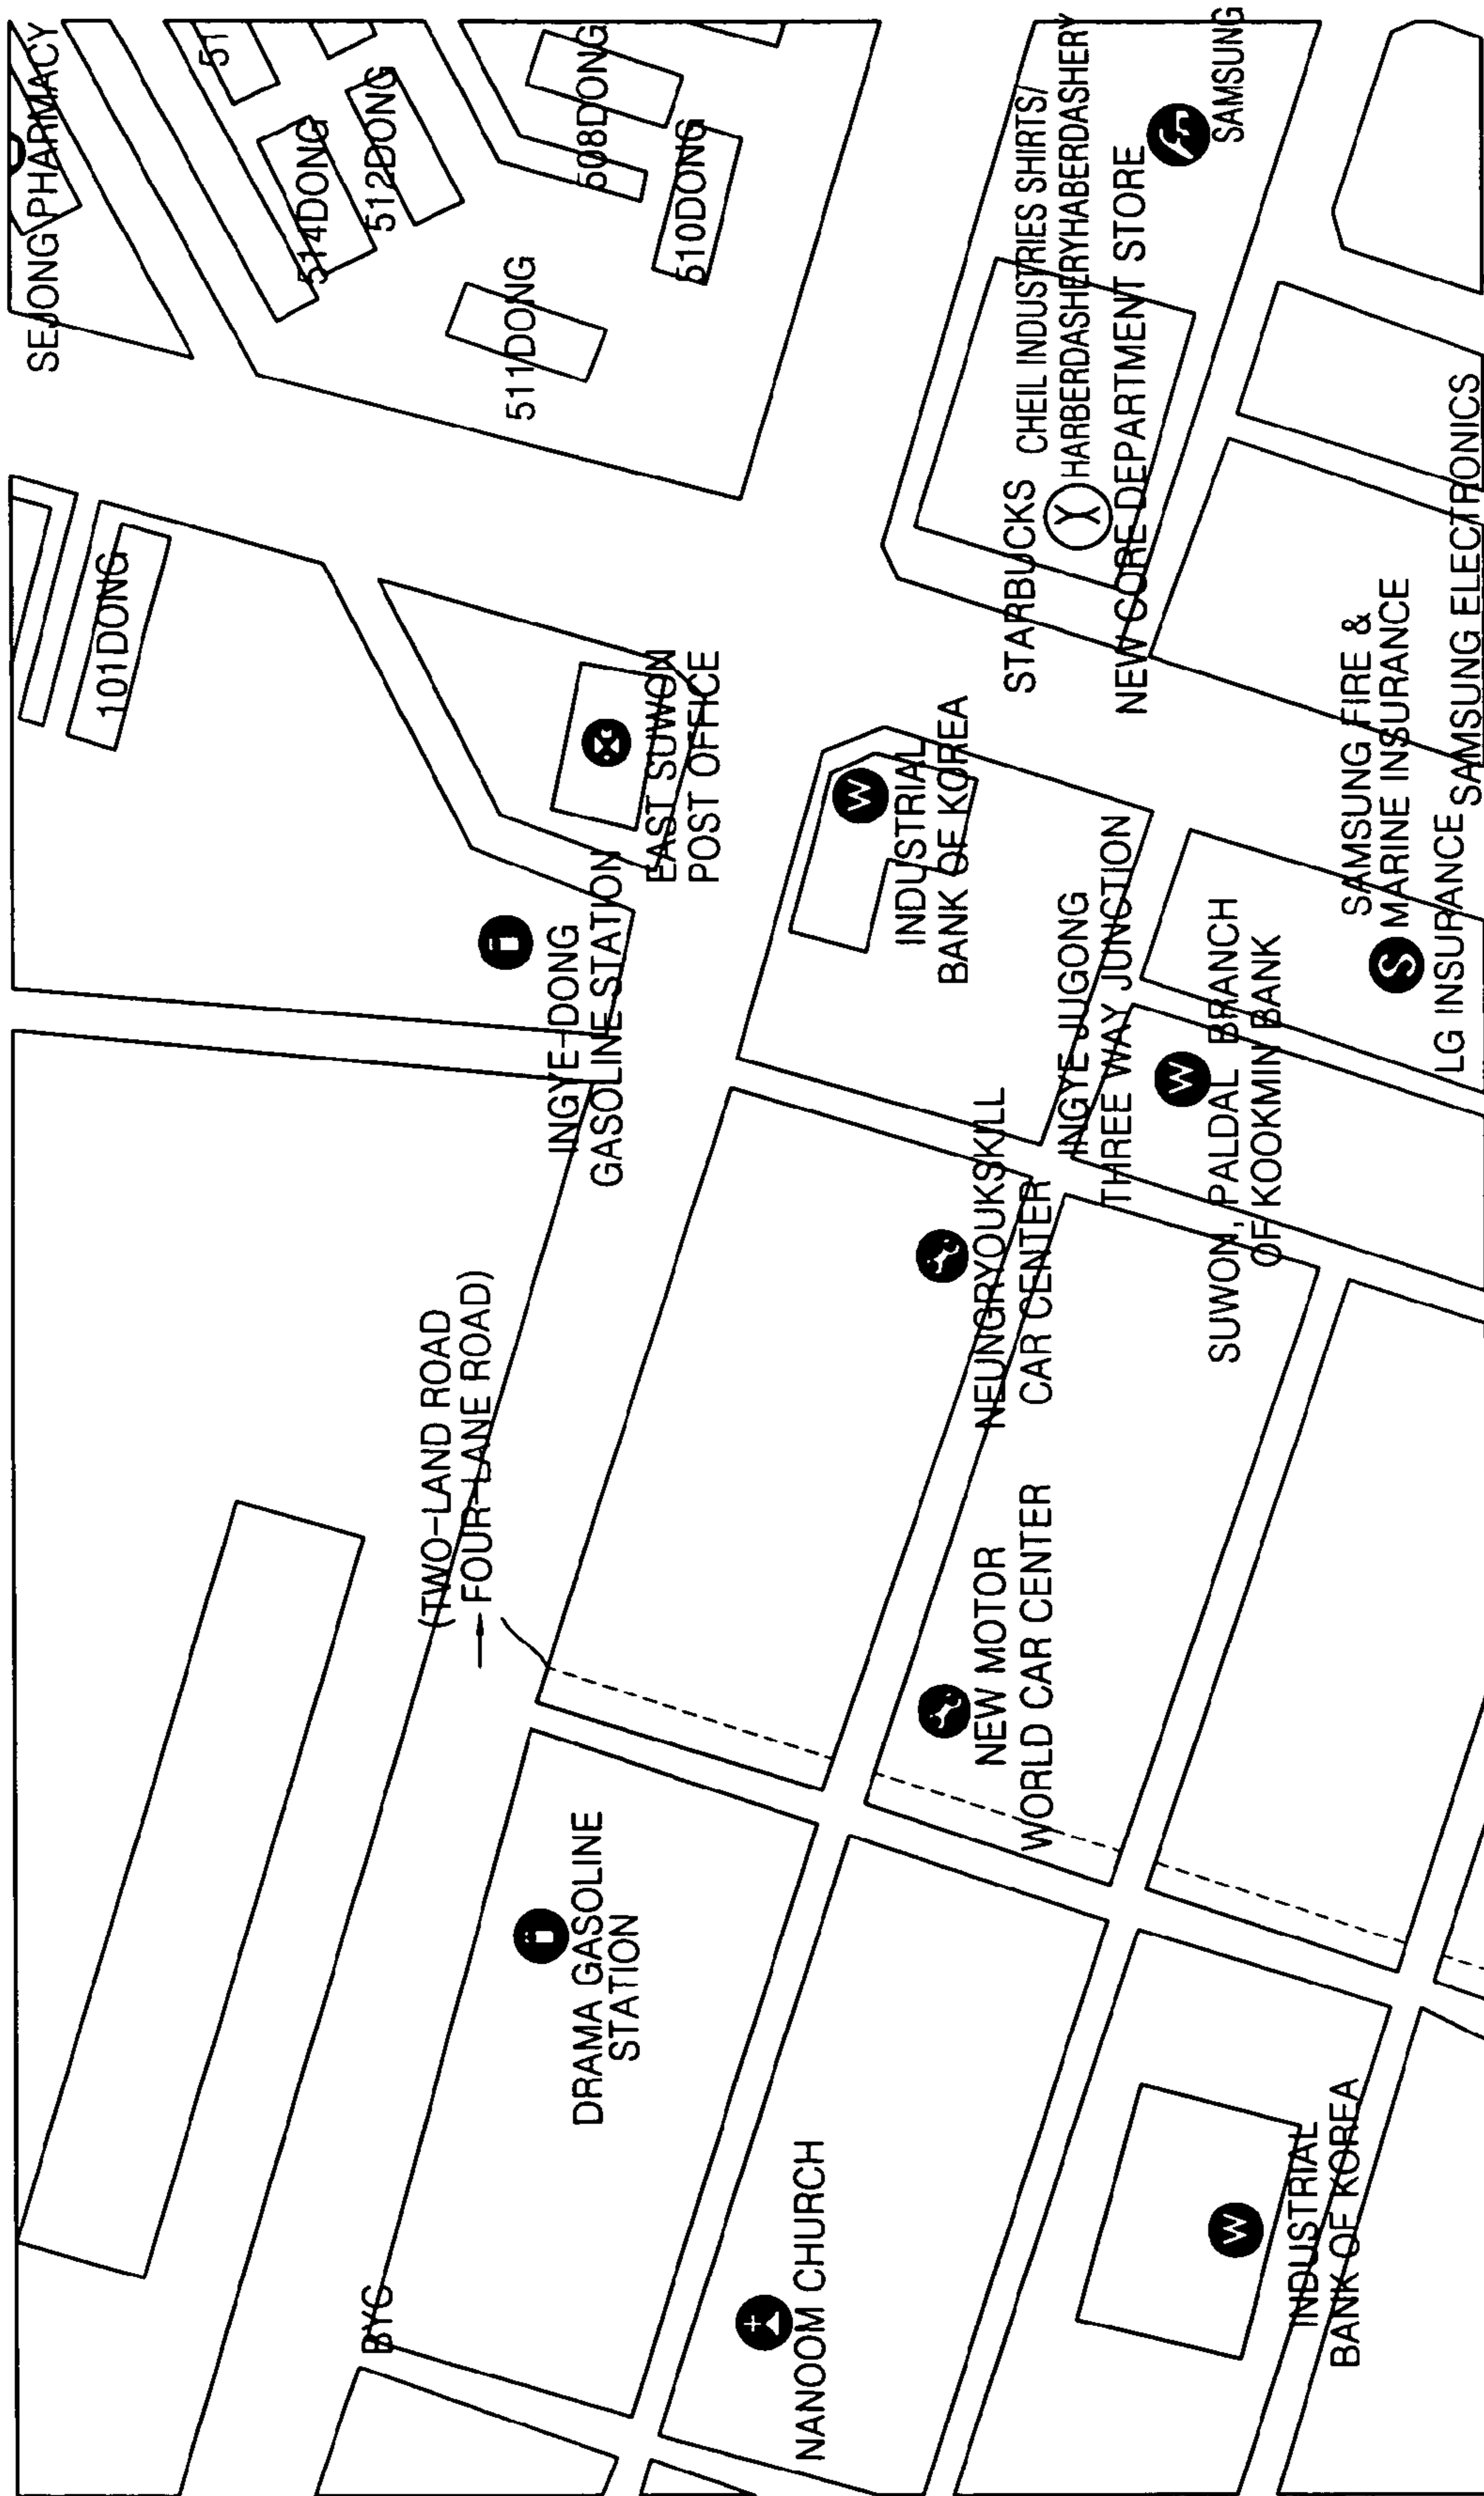 SEJONG PHARMACY
51
514DONG
512DONG
508DONG
510DONG
511DONG
101DONG
EAST SUWON
POST OFFICE
INGYE-DONG
GASOLINE STATION
(TWO-LAND ROAD
FOUR-LANE ROAD)
DRAMA GASOLINE
STATION
BYC
NANOOM CHURCH
INDUSTRIAL
BANK OF KOREA
W
NEW MOTOR
WORLD CAR CENTER
NEUNGRYOUKSKILL
CAR CENTER
INDUSTRIAL
BANK OF KOREA
W
INGYE JUGONG
THREE WAY JUNCTION
W
SUWON, PALDAL BRANCH
OF KOOKMIN BANK
STARBUCKS
CHEIL INDUSTRIES SHIRTS/
HARBERDASHERYHABERDASHERY
NEW CORE DEPARTMENT STORE
SAMSUNG
SAMSUNG FIRE &
S MARINE INSURANCE
LG INSURANCE
SAMSUNG ELECTRONICS